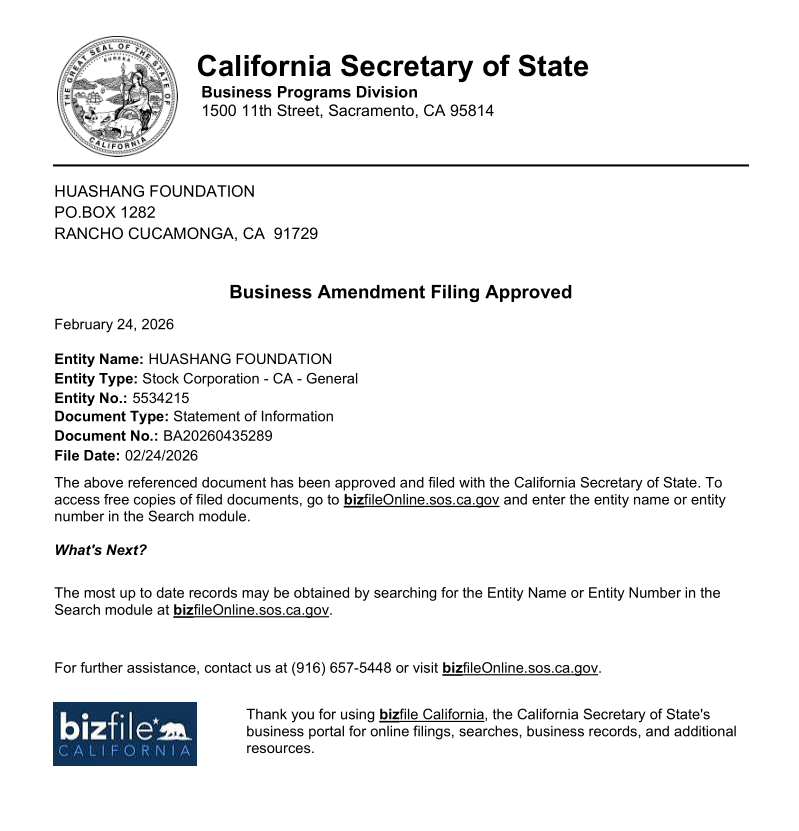 THE GREAT SEAL OF THE STATE OF CALIFORNIA
EUREKA
California Secretary of State
Business Programs Division
1500 11th Street, Sacramento, CA 95814
HUASHANG FOUNDATION
PO.BOX 1282
RANCHO CUCAMONGA, CA  91729
Business Amendment Filing Approved
February 24, 2026
Entity Name: HUASHANG FOUNDATION
Entity Type: Stock Corporation - CA - General
Entity No.: 5534215
Document Type: Statement of Information
Document No.: BA20260435289
File Date: 02/24/2026
The above referenced document has been approved and filed with the California Secretary of State. To
access free copies of filed documents, go to bizfileOnline.sos.ca.gov and enter the entity name or entity
number in the Search module.
What's Next?
The most up to date records may be obtained by searching for the Entity Name or Entity Number in the
Search module at bizfileOnline.sos.ca.gov.
For further assistance, contact us at (916) 657-5448 or visit bizfileOnline.sos.ca.gov.
bizfile
CALIFORNIA
Thank you for using bizfile California, the California Secretary of State's
business portal for online filings, searches, business records, and additional
resources.